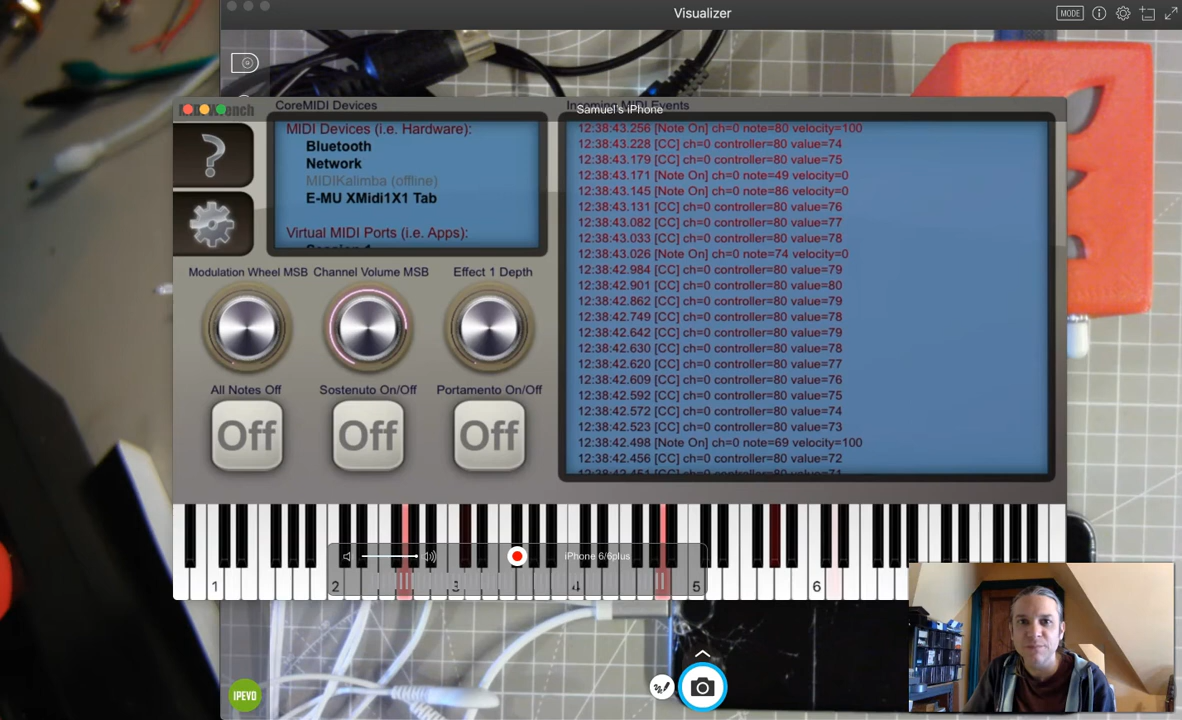 Visualizer
MODE
CoreMIDI Devices
Incoming MIDI Events
Samuel's iPhone
MIDI Devices (i.e. Hardware):
Bluetooth
Network
MIDIKalimba (offline)
E-MU XMidi1X1 Tab
Virtual MIDI Ports (i.e. Apps):
12:38:43.256 [Note On] ch=0 note=80 velocity=100
12:38:43.228 [CC] ch=0 controller=80 value=74
12:38:43.179 [CC] ch=0 controller=80 value=75
12:38:43.171 [Note On] ch=0 note=49 velocity=0
12:38:43.145 [Note On] ch=0 note=86 velocity=0
12:38:43.131 [CC] ch=0 controller=80 value=76
12:38:43.082 [CC] ch=0 controller=80 value=77
12:38:43.033 [CC] ch=0 controller=80 value=78
12:38:43.026 [Note On] ch=0 note=74 velocity=0
12:38:42.984 [CC] ch=0 controller=80 value=79
12:38:42.901 [CC] ch=0 controller=80 value=80
12:38:42.862 [CC] ch=0 controller=80 value=79
12:38:42.749 [CC] ch=0 controller=80 value=78
12:38:42.642 [CC] ch=0 controller=80 value=79
12:38:42.630 [CC] ch=0 controller=80 value=78
12:38:42.620 [CC] ch=0 controller=80 value=77
12:38:42.609 [CC] ch=0 controller=80 value=76
12:38:42.592 [CC] ch=0 controller=80 value=75
12:38:42.572 [CC] ch=0 controller=80 value=74
12:38:42.523 [CC] ch=0 controller=80 value=73
12:38:42.498 [Note On] ch=0 note=69 velocity=100
12:38:42.456 [CC] ch=0 controller=80 value=72
12:38:42.451 [CC] ch=0 controller=80 value=71
Modulation Wheel MSB
Channel Volume MSB
Effect 1 Depth
All Notes Off
Sostenuto On/Off
Portamento On/Off
Off
Off
Off
iPhone 6/6plus
1
2
3
4
5
6
IPEVO